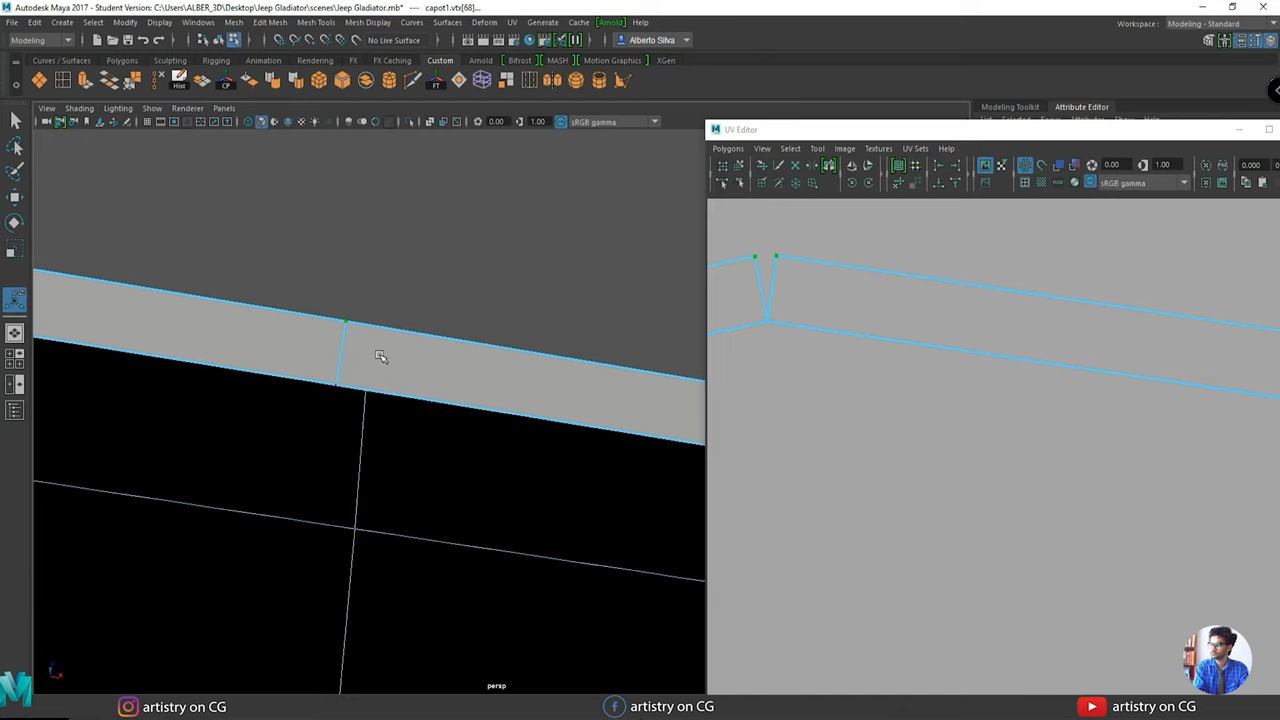 Autodesk Maya 2017 - Student Version: C:\Users\ALBER_3D\Desktop\Jeep Gladiator\scenes\Jeep Gladiator.mb* --- capot1.vtx[68]...
File Edit Create Select Modify Display Windows Mesh Edit Mesh Mesh Tools Mesh Display Curves Surfaces Deform UV Generate Cache Arnold Help
Workspace: Modeling - Standard
Modeling No Live Surface Alberto Silva
Curves / Surfaces Polygons Sculpting Rigging Animation Rendering FX FX Caching Custom Arnold Bifrost MASH Motion Graphics XGen
Hist CP FT
View Shading Lighting Show Renderer Panels
Modeling Toolkit Attribute Editor
0.00 1.00 sRGB gamma
UV Editor
Polygons View Select Tool Image Textures UV Sets Help
0.00 1.00 0.000
sRGB gamma
persp
artistry on CG
artistry on CG
artistry on CG